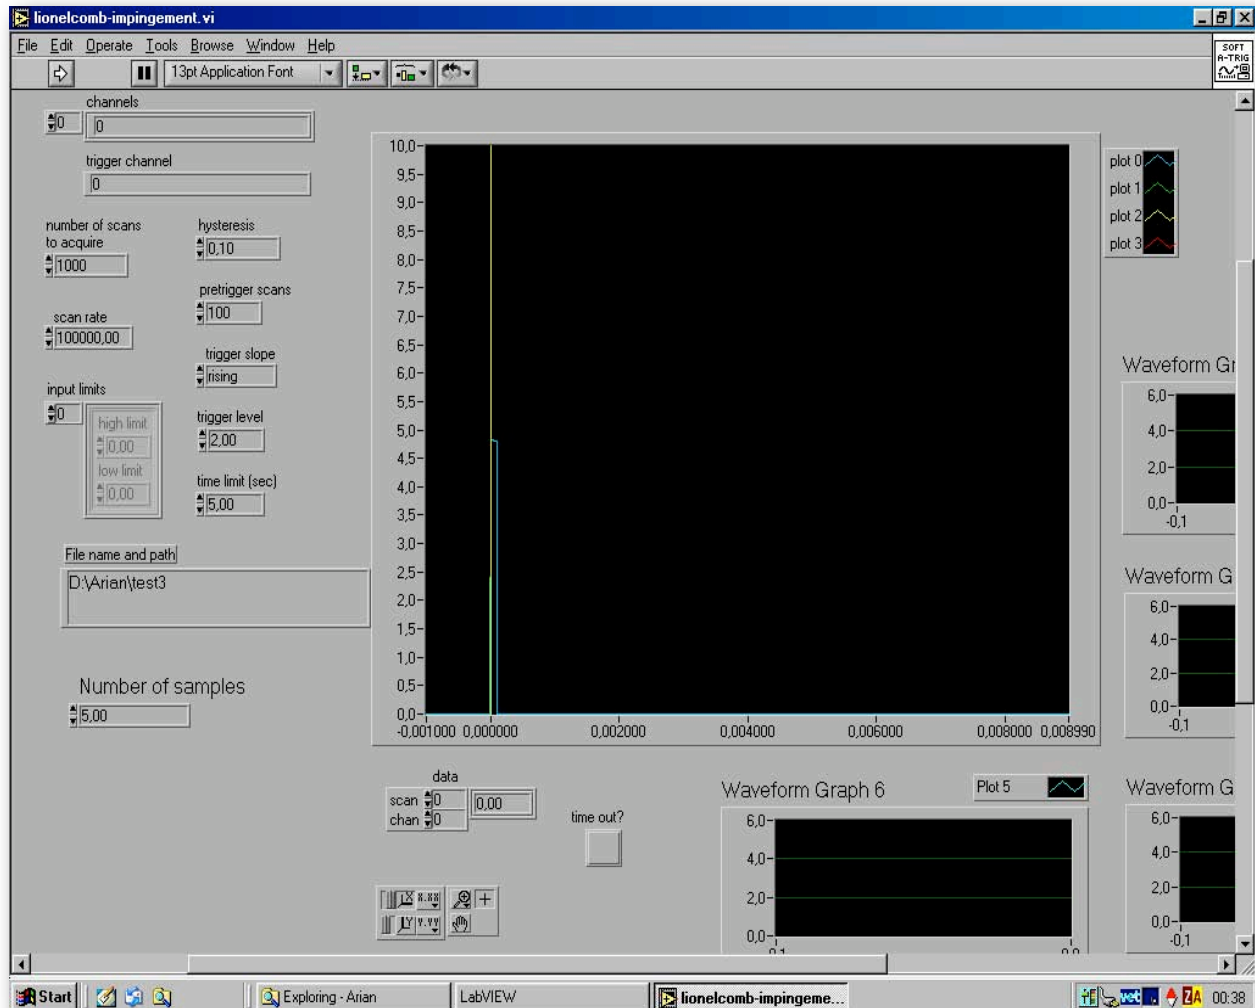 lionelcomb-impingement.vi
File Edit Operate Tools Browse Window Help
SOFT
A-TRIG
13pt Application Font
channels
0 0
trigger channel
0
number of scans
to acquire
1000
hysteresis
0,10
pretrigger scans
100
scan rate
100000,00
trigger slope
rising
input limits
0
high limit
0,00
low limit
0,00
trigger level
2,00
time limit (sec)
5,00
File name and path
D:\Arian\test3
Number of samples
5,00
10,0
9,5
9,0
8,5
8,0
7,5
7,0
6,5
6,0
5,5
5,0
4,5
4,0
3,5
3,0
2,5
2,0
1,5
1,0
0,5
0,0
-0,001000 0,000000 0,002000 0,004000 0,006000 0,008000 0,008990
plot 0
plot 1
plot 2
plot 3
Waveform Gr
6,0
4,0
2,0
0,0
-0,1
Waveform G
6,0
4,0
2,0
0,0
-0,1
data
scan 0 0,00
chan 0
time out?
Waveform Graph 6
Plot 5
6,0
4,0
2,0
0,0
Waveform G
6,0
4,0
2,0
0,0
-0,1
X X.XX
Y Y.YY
Start Exploring - Arian LabVIEW lionelcomb-impingeme... ZA 00:38